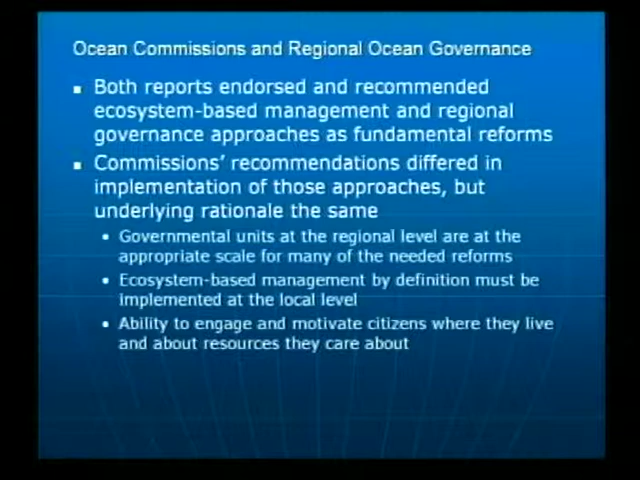 Ocean Commissions and Regional Ocean Governance
Both reports endorsed and recommended
ecosystem-based management and regional
governance approaches as fundamental reforms
Commissions' recommendations differed in
implementation of those approaches, but
underlying rationale the same
Governmental units at the regional level are at the
appropriate scale for many of the needed reforms
Ecosystem-based management by definition must be
implemented at the local level
Ability to engage and motivate citizens where they live
and about resources they care about